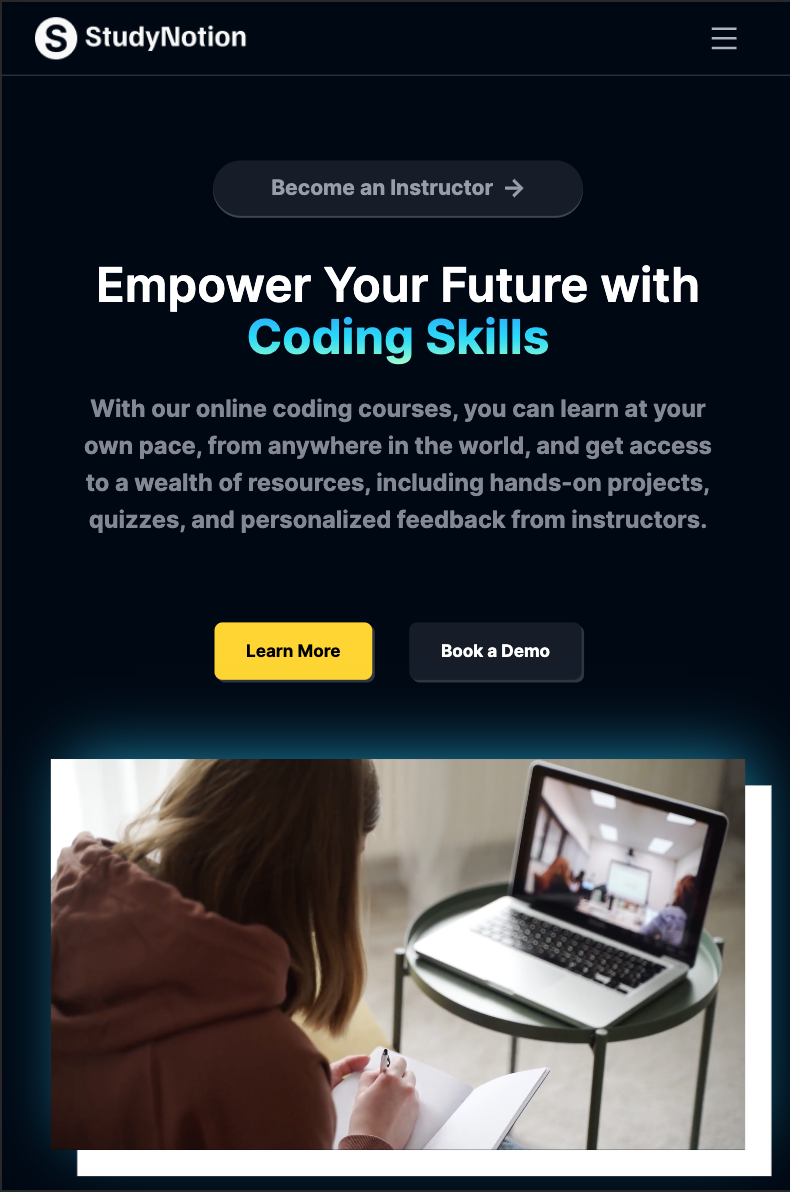 StudyNotion
Become an Instructor →
Empower Your Future with
Coding Skills
With our online coding courses, you can learn at your
own pace, from anywhere in the world, and get access
to a wealth of resources, including hands-on projects,
quizzes, and personalized feedback from instructors.
Learn More
Book a Demo